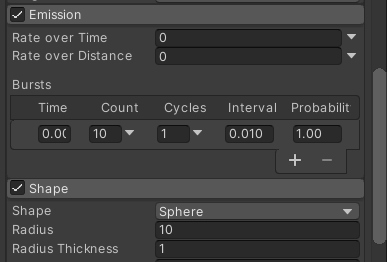 Emission
Rate over Time 0
Rate over Distance 0
Bursts
Time Count Cycles Interval Probabilit
0.00 10 1 0.010 1.00
Shape
Shape Sphere
Radius 10
Radius Thickness 1